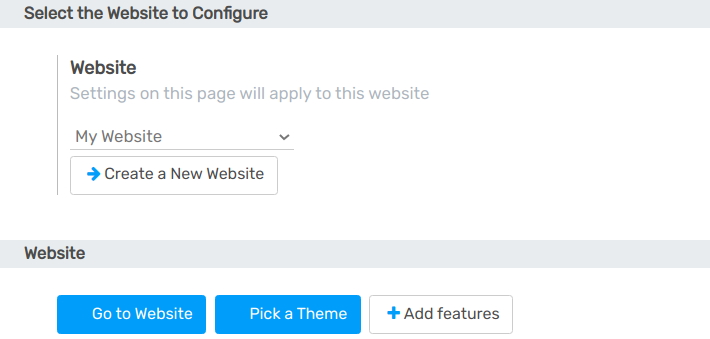 Select the Website to Configure
Website
Settings on this page will apply to this website
My Website
Create a New Website
Website
Go to Website
Pick a Theme
Add features